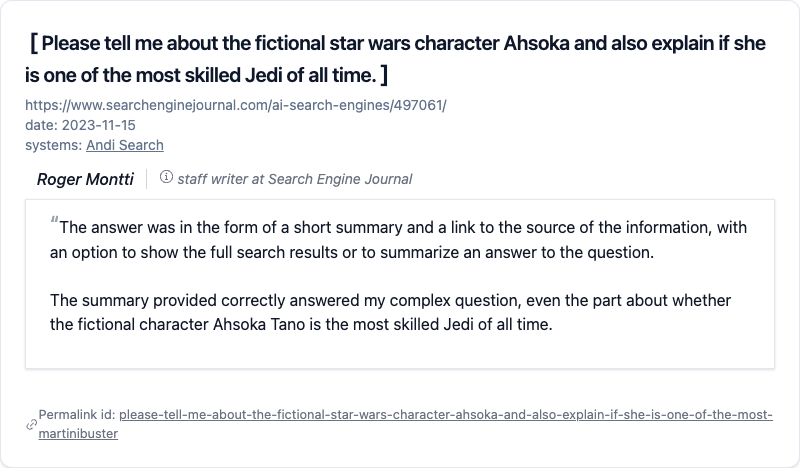 [ Please tell me about the fictional star wars character Ahsoka and also explain if she
is one of the most skilled Jedi of all time. ]
https://www.searchenginejournal.com/ai-search-engines/497061/
date: 2023-11-15
systems: Andi Search
Roger Montti | ⓘ staff writer at Search Engine Journal
“The answer was in the form of a short summary and a link to the source of the information, with
an option to show the full search results or to summarize an answer to the question.
The summary provided correctly answered my complex question, even the part about whether
the fictional character Ahsoka Tano is the most skilled Jedi of all time.
Permalink id: please-tell-me-about-the-fictional-star-wars-character-ahsoka-and-also-explain-if-she-is-one-of-the-most-
martinibuster